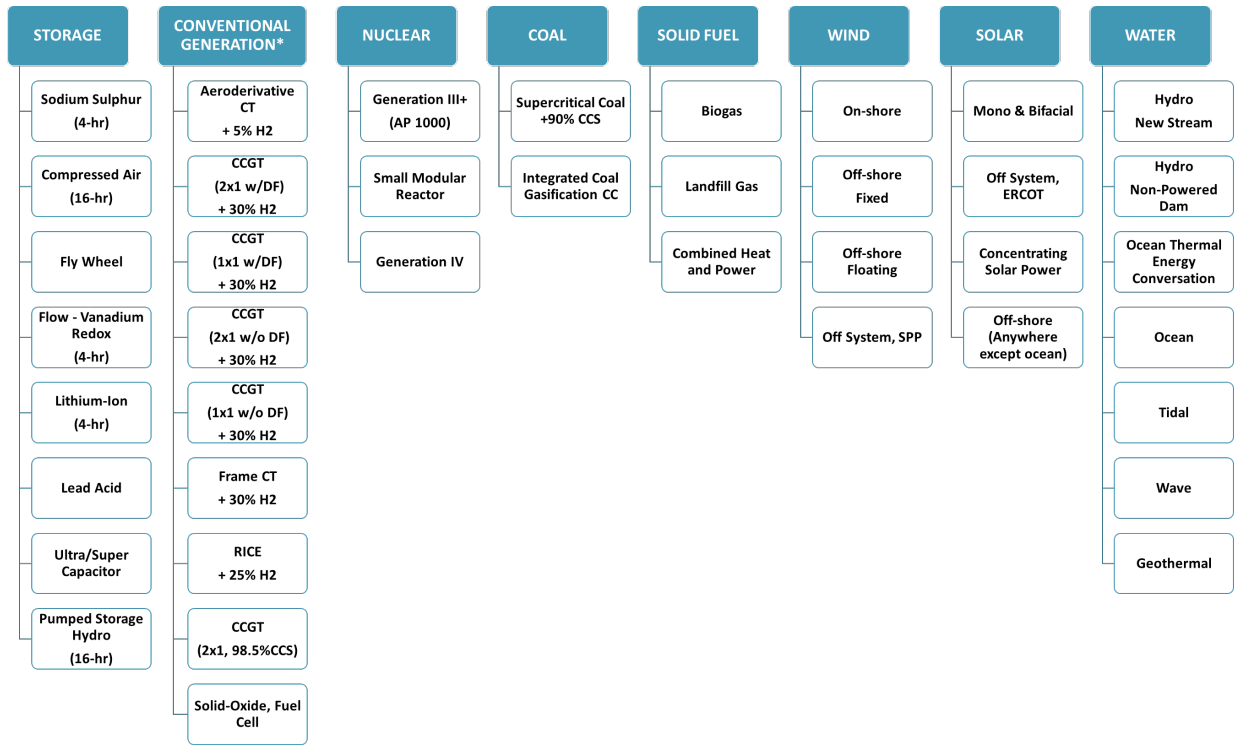 STORAGE
Sodium Sulphur
(4-hr)
Compressed Air
(16-hr)
Fly Wheel
Flow - Vanadium
Redox
(4-hr)
Lithium-Ion
(4-hr)
Lead Acid
Ultra/Super
Capacitor
Pumped Storage
Hydro
(16-hr)
CONVENTIONAL
GENERATION*
Aeroderivative
CT
+ 5% H2
CCGT
(2x1 w/DF)
+ 30% H2
CCGT
(1x1 w/DF)
+ 30% H2
CCGT
(2x1 w/o DF)
+ 30% H2
CCGT
(1x1 w/o DF)
+ 30% H2
Frame CT
+ 30% H2
RICE
+ 25% H2
CCGT
(2x1, 98.5%CCS)
Solid-Oxide, Fuel
Cell
NUCLEAR
Generation III+
(AP 1000)
Small Modular
Reactor
Generation IV
COAL
Supercritical Coal
+90% CCS
Integrated Coal
Gasification CC
SOLID FUEL
Biogas
Landfill Gas
Combined Heat
and Power
WIND
On-shore
Off-shore
Fixed
Off-shore
Floating
Off System, SPP
SOLAR
Mono & Bifacial
Off System,
ERCOT
Concentrating
Solar Power
Off-shore
(Anywhere
except ocean)
WATER
Hydro
New Stream
Hydro
Non-Powered
Dam
Ocean Thermal
Energy
Conversation
Ocean
Tidal
Wave
Geothermal